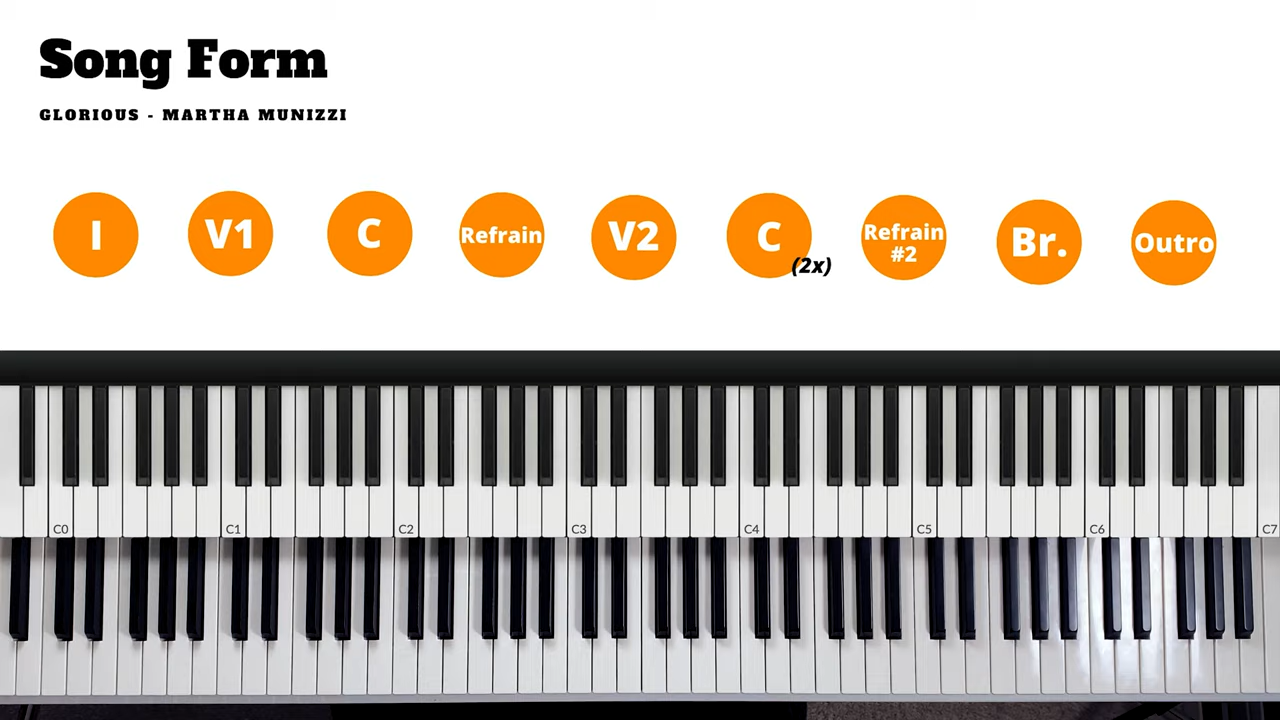 Song Form
GLORIOUS - MARTHA MUNIZZI
I V1 C Refrain V2 C (2x) Refrain #2 Br. Outro
C0 C1 C2 C3 C4 C5 C6 C7